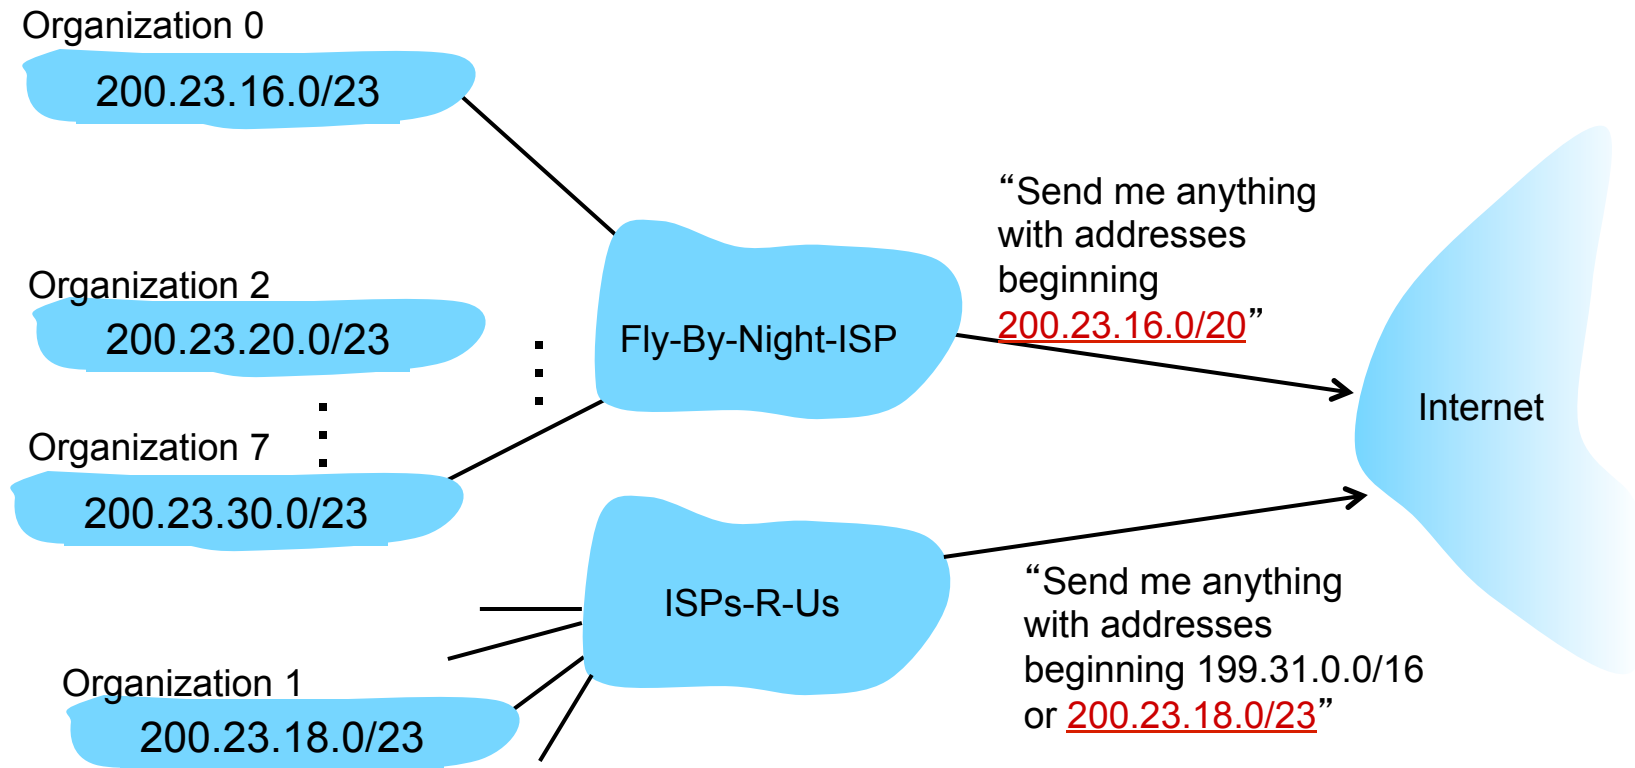 Organization 0
200.23.16.0/23
Organization 2
200.23.20.0/23
Organization 7
200.23.30.0/23
Organization 1
200.23.18.0/23
Fly-By-Night-ISP
ISPs-R-Us
“Send me anything
with addresses
beginning
200.23.16.0/20”
“Send me anything
with addresses
beginning 199.31.0.0/16
or 200.23.18.0/23”
Internet